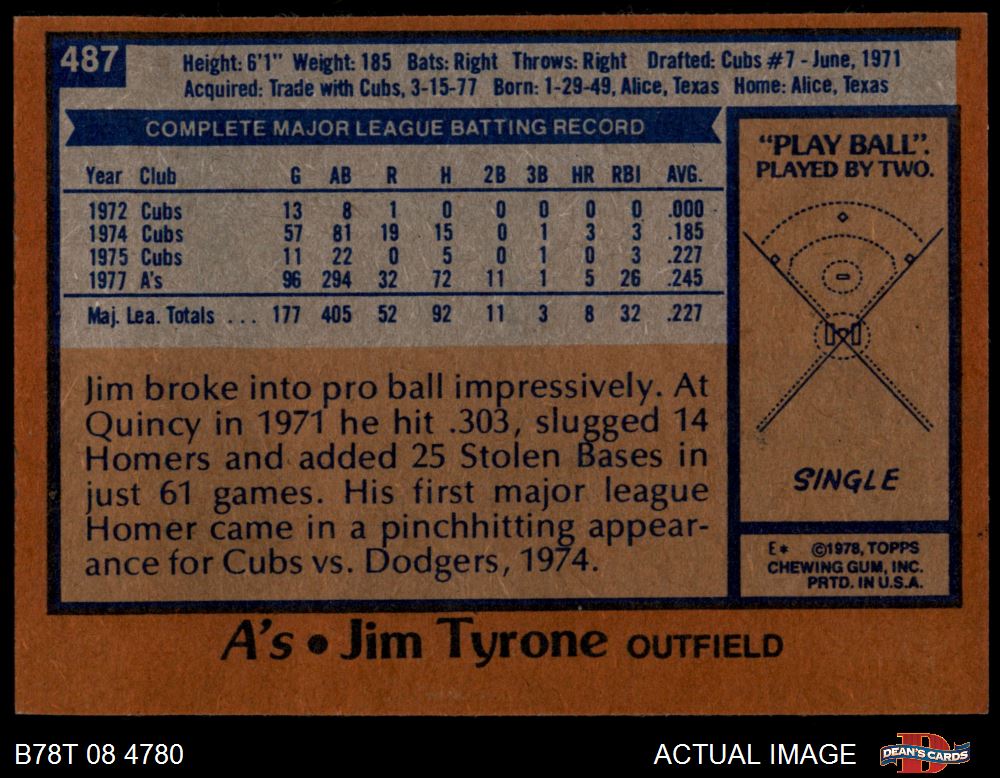 487
Height: 6'1" Weight: 185 Bats: Right Throws: Right Drafted: Cubs #7 - June, 1971
Acquired: Trade with Cubs, 3-15-77 Born: 1-29-49, Alice, Texas Home: Alice, Texas
COMPLETE MAJOR LEAGUE BATTING RECORD
Year Club G AB R H 2B 3B HR RBI AVG.
1972 Cubs 13 8 1 0 0 0 0 0 .000
1974 Cubs 57 81 19 15 0 1 3 3 .185
1975 Cubs 11 22 0 5 0 1 0 3 .227
1977 A's 96 294 32 72 11 1 5 26 .245
Maj. Lea. Totals ... 177 405 52 92 11 3 8 32 .227
Jim broke into pro ball impressively. At
Quincy in 1971 he hit .303, slugged 14
Homers and added 25 Stolen Bases in
just 61 games. His first major league
Homer came in a pinchhitting appear-
ance for Cubs vs. Dodgers, 1974.
"PLAY BALL".
PLAYED BY TWO.
SINGLE
E* ©1978, TOPPS
CHEWING GUM, INC.
PRTD. IN U.S.A.
A's • Jim Tyrone OUTFIELD
B78T 08 4780
ACTUAL IMAGE
DEAN'S CARDS